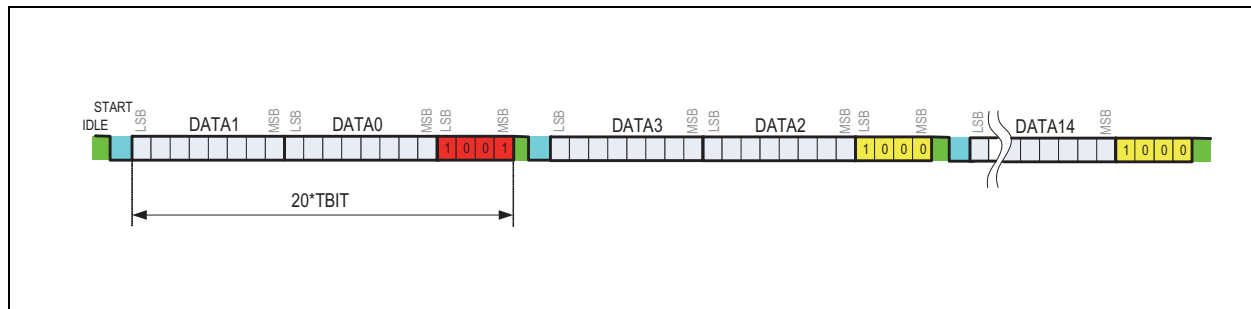 START
IDLE
LSB DATA1 MSB LSB DATA0 MSB LSB MSB LSB DATA3 MSB LSB DATA2 MSB LSB MSB LSB DATA14 MSB
1 0 0 1 1 0 0 0 1 0 0 0
20*TBIT